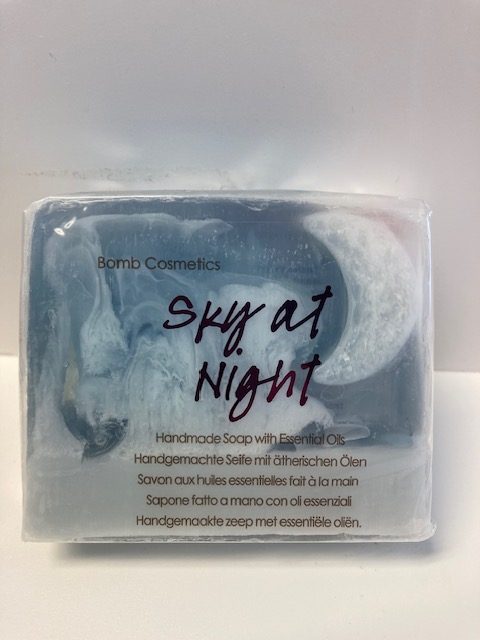 Bomb Cosmetics
Sky at
Night
Handmade Soap with Essential Oils
Handgemachte Seife mit ätherischen Ölen
Savon aux huiles essentielles fait à la main
Sapone fatto a mano con oli essenziali
Handgemaakte zeep met essentiële oliën.